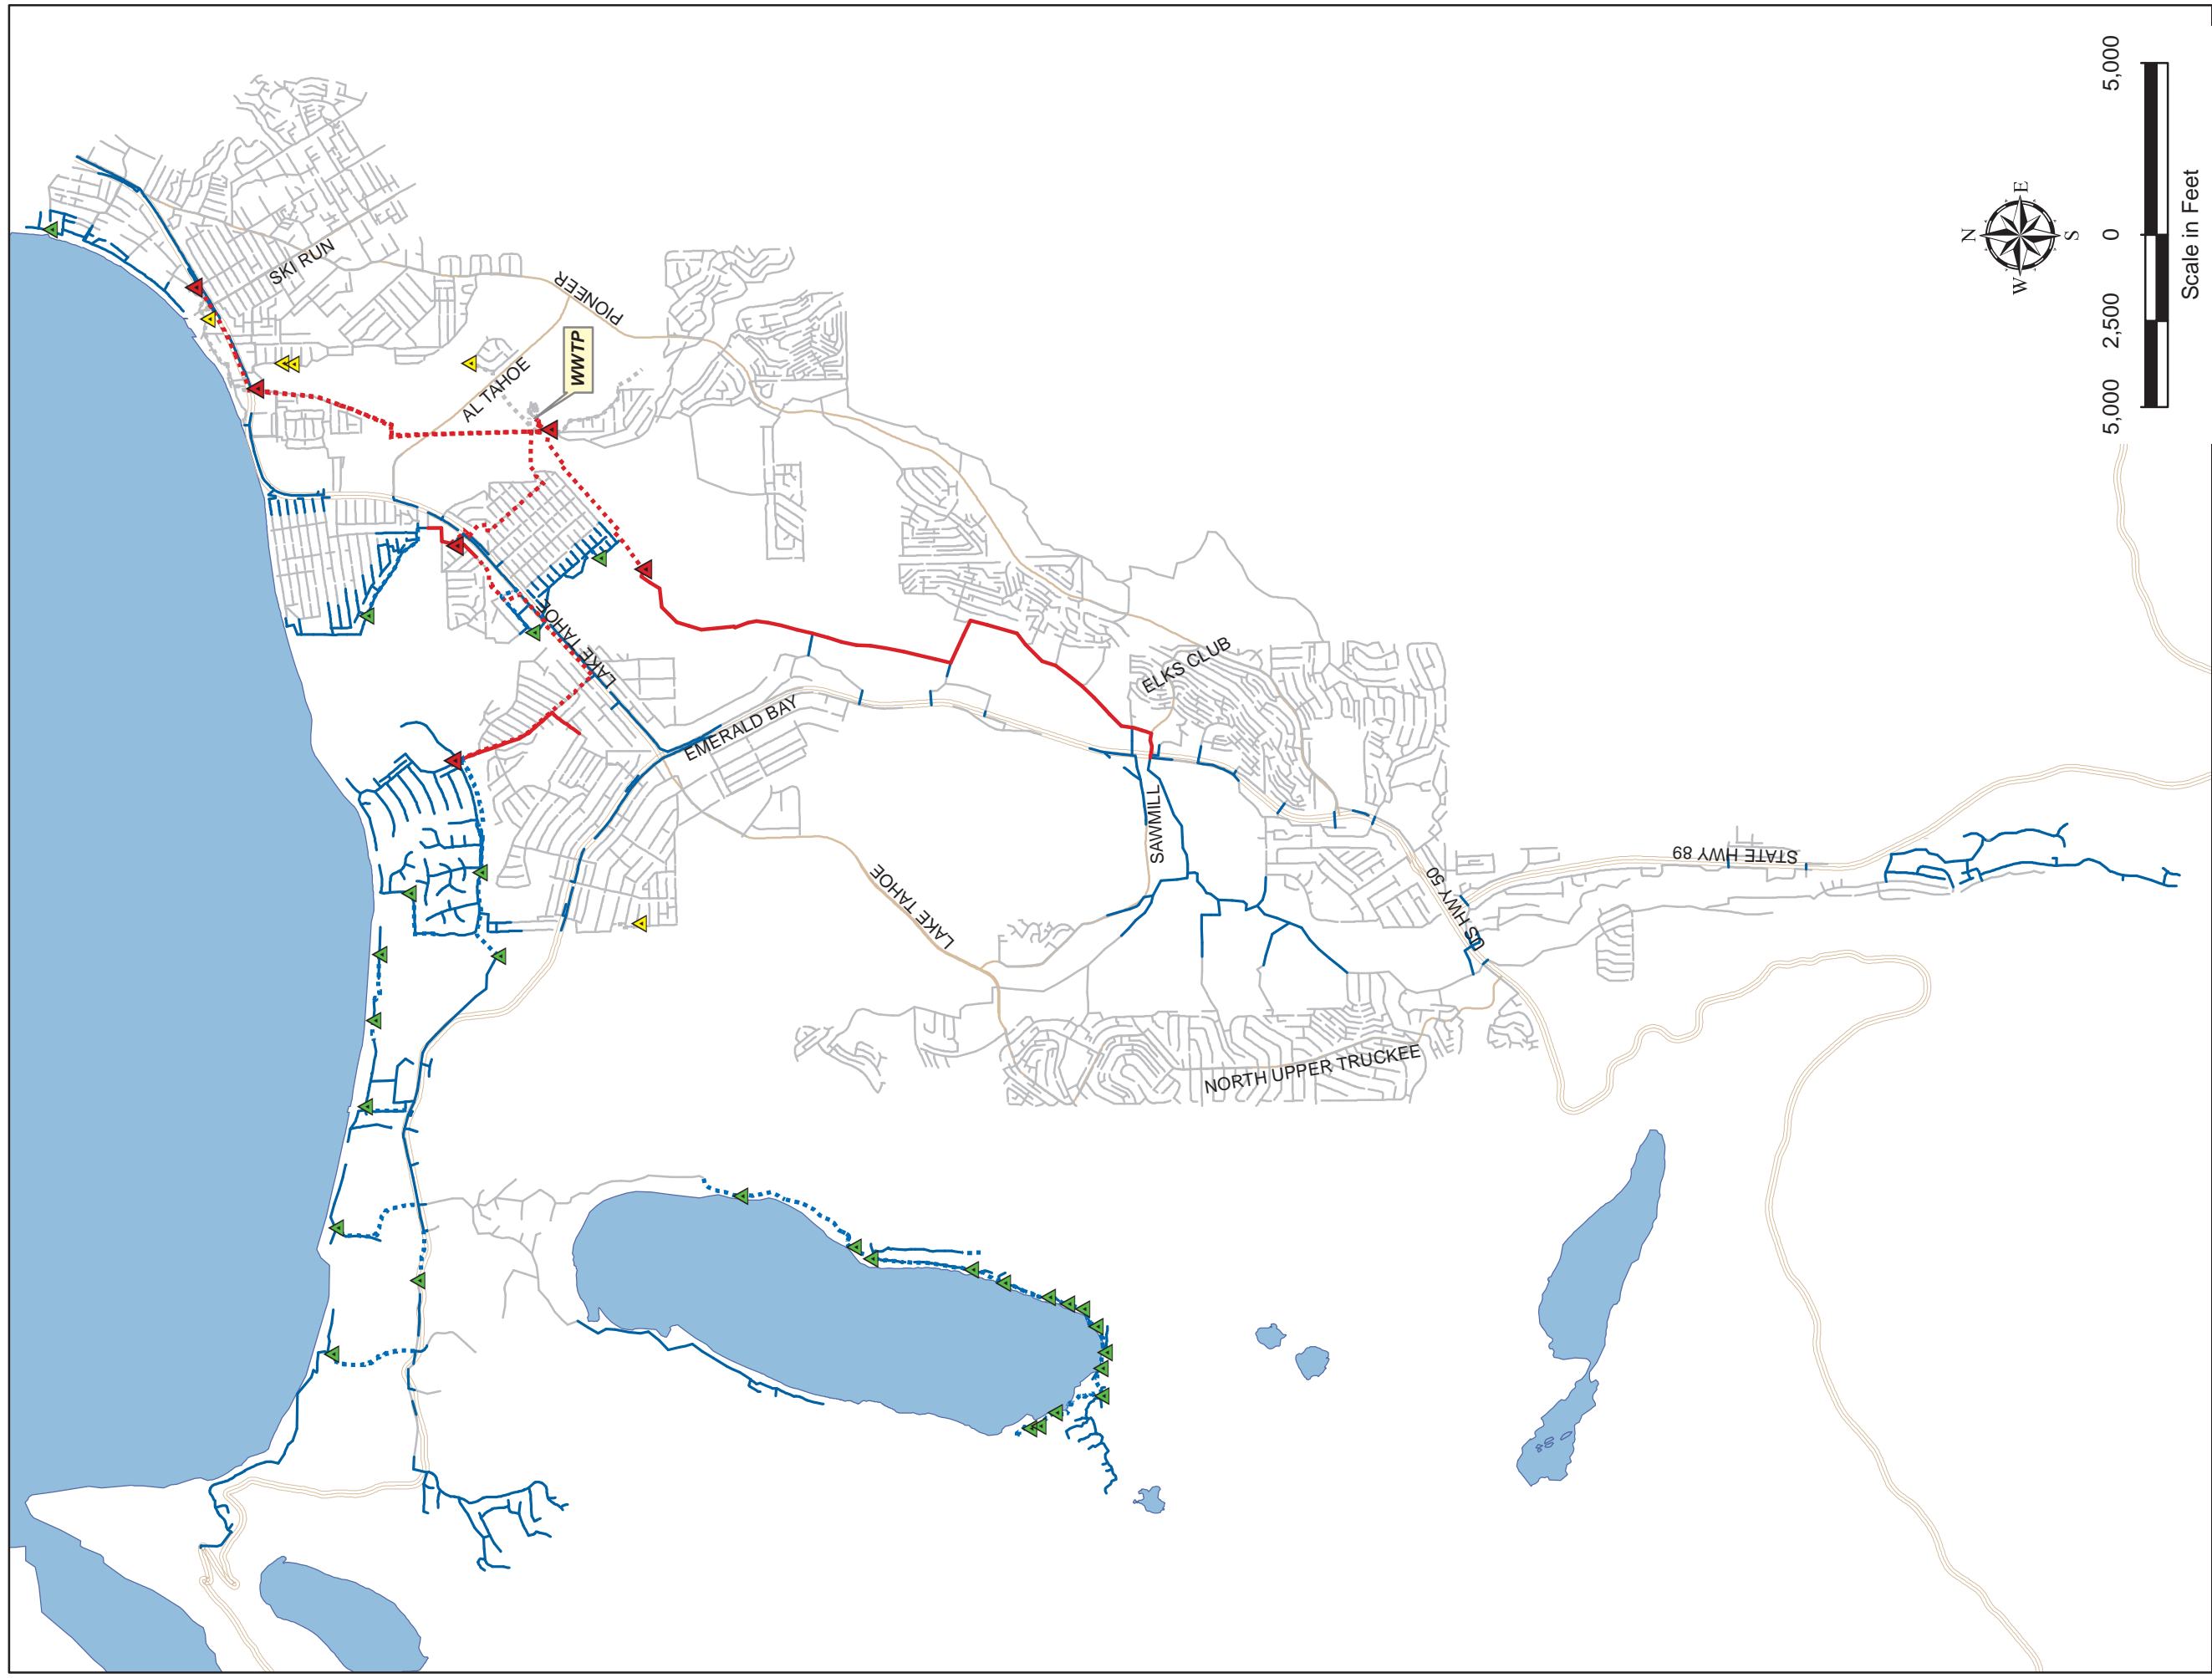 SKI RUN
PIONEER
WWTP
AL TAHOE
LAKE TAHOE
EMERALD BAY
ELKS CLUB
SAWMILL
LAKE TAHOE
US HWY 50
STATE HWY 89
NORTH UPPER TRUCKEE
N
W E
S
5,000 2,500 0 5,000
Scale in Feet